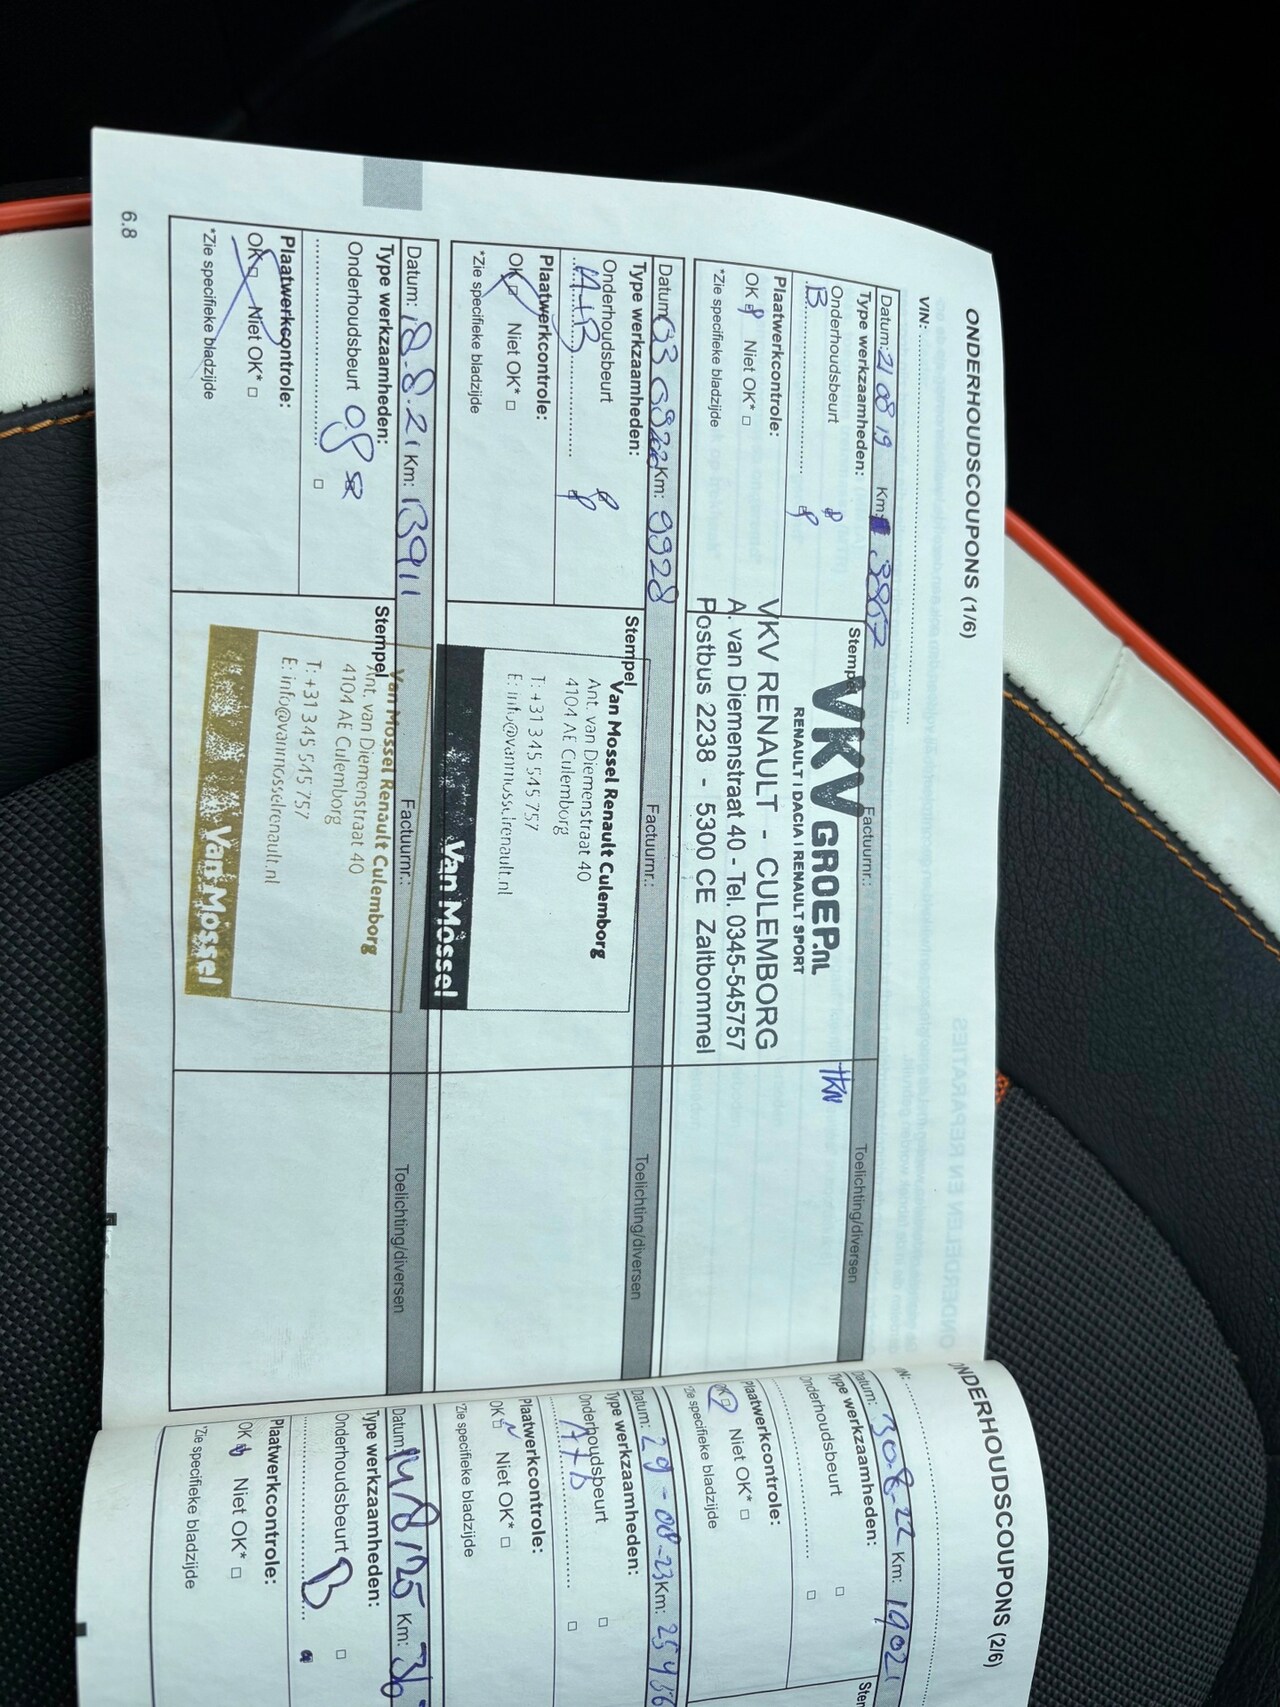 ONDERHOUDSCOUPONS (1/6)
VIN:
Datum: 21 08 19 Km: 3867 Factuurnr.: Toelichting/diversen
Type werkzaamheden: Stempel
Onderhoudsbeurt
B
Plaatwerkcontrole:
OK □ Niet OK* □
*Zie specifieke bladzijde
VKV GROEP.NL
RENAULT | DACIA | RENAULT SPORT
VKV RENAULT - CULEMBORG
A. van Diemenstraat 40 - Tel. 0345-545757
Postbus 2238 - 5300 CE Zaltbommel
Datum: Km: 9928 Factuurnr.: Toelichting/diversen
Type werkzaamheden: Stempel
Onderhoudsbeurt
A+B
Plaatwerkcontrole:
OK □ Niet OK* □
*Zie specifieke bladzijde
Van Mossel Renault Culemborg
Ant. van Diemenstraat 40
4104 AE Culemborg
T: +31 345 545 757
E: info@vanmosselrenault.nl
Van Mossel
Datum: 18.8.21 Km: 13911 Factuurnr.: Toelichting/diversen
Type werkzaamheden: Stempel
Onderhoudsbeurt
Plaatwerkcontrole:
OK □ Niet OK* □
*Zie specifieke bladzijde
Van Mossel Renault Culemborg
Ant. van Diemenstraat 40
4104 AE Culemborg
T: +31 345 545 757
E: info@vanmosselrenault.nl
Van Mossel
6.8
ONDERHOUDSCOUPONS (2/6)
Datum: 30.8.22 Km: 19021
Type werkzaamheden:
Onderhoudsbeurt □
□
Plaatwerkcontrole:
OK □ Niet OK* □
*Zie specifieke bladzijde
Datum: 29-08-23 Km:
Type werkzaamheden:
Onderhoudsbeurt □
A+B □
Plaatwerkcontrole:
OK □ Niet OK* □
*Zie specifieke bladzijde
Datum: 14/8/25 Km:
Type werkzaamheden:
Onderhoudsbeurt □
B
Plaatwerkcontrole:
OK □ Niet OK* □
*Zie specifieke bladzijde